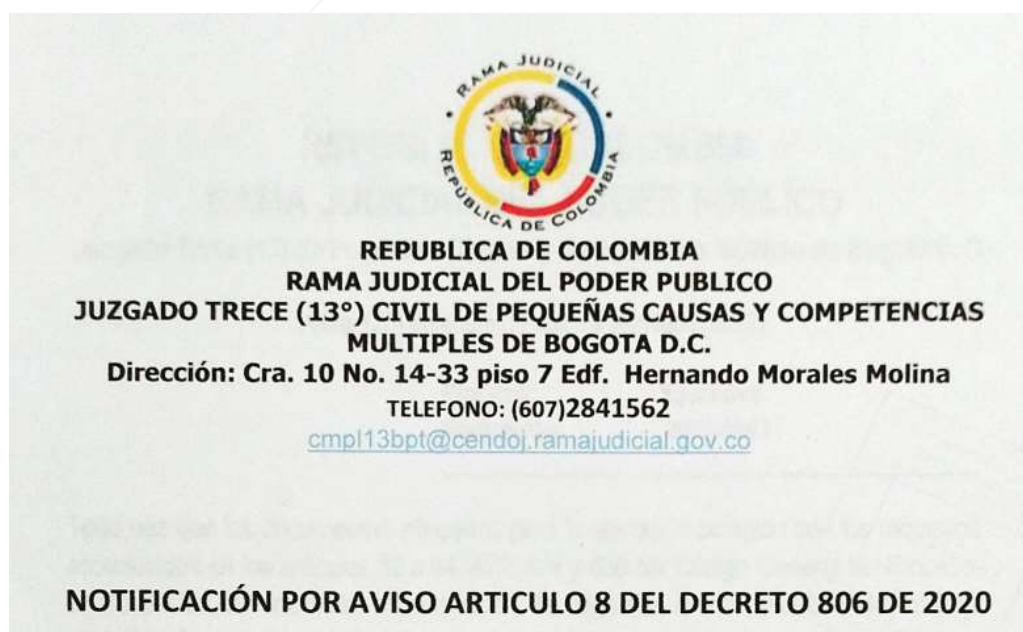 RAMA JUDICIAL
REPÚBLICA DE COLOMBIA
REPUBLICA DE COLOMBIA
RAMA JUDICIAL DEL PODER PUBLICO
JUZGADO TRECE (13º) CIVIL DE PEQUEÑAS CAUSAS Y COMPETENCIAS
MULTIPLES DE BOGOTA D.C.
Dirección: Cra. 10 No. 14-33 piso 7 Edf. Hernando Morales Molina
TELEFONO: (607)2841562
cmpl13bpt@cendoj.ramajudicial.gov.co
NOTIFICACIÓN POR AVISO ARTICULO 8 DEL DECRETO 806 DE 2020